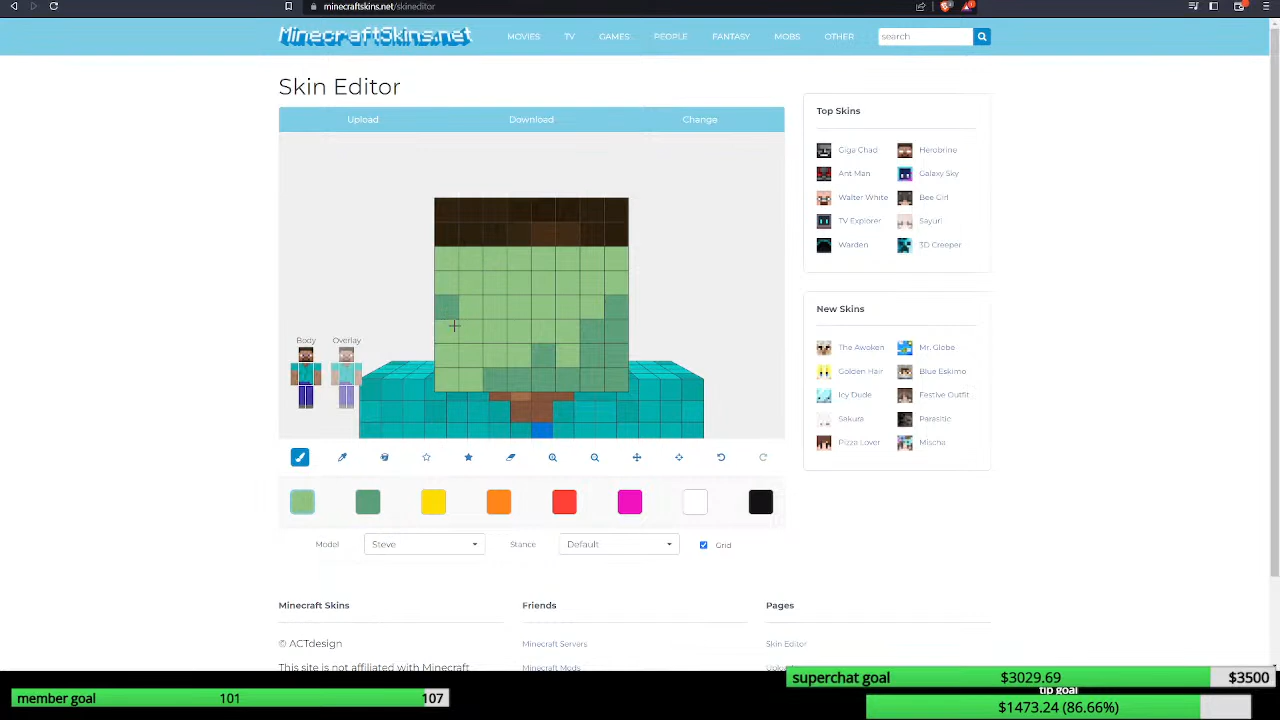 minecraftskins.net/skineditor
MinecraftSkins.net
MOVIES TV GAMES PEOPLE FANTASY MOBS OTHER
search
Skin Editor
Upload Download Change
Body Overlay
Model Steve Stance Default Grid
Top Skins
Giga Chad Herobrine
Ant Man Galaxy Sky
Walter White Bee Girl
TV Explorer Sayuri
Warden 3D Creeper
New Skins
The Awoken Mr. Globe
Golden Hair Blue Eskimo
Icy Dude Festive Outfit
Sakura Parasitic
Pizza Lover Mischa
Minecraft Skins Friends Pages
© ACTdesign Minecraft Servers Skin Editor
This site is not affiliated with Minecraft Minecraft Mods
superchat goal $3029.69 $3500
tip goal
member goal 101 107
$1473.24 (86.66%)